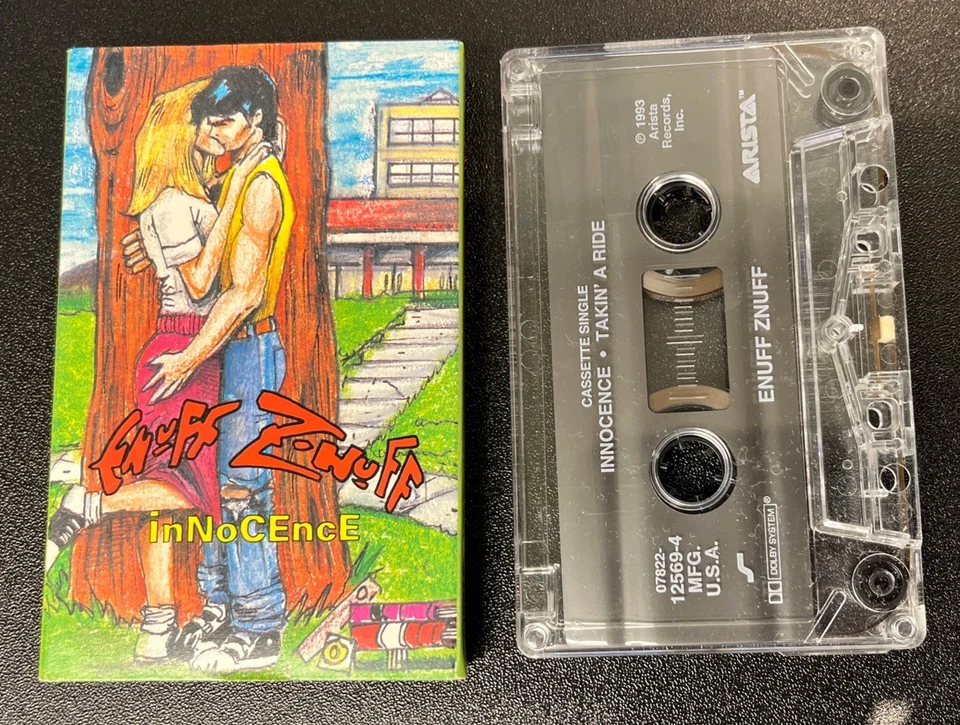 EnuFF Z'NuFF
inNoCEncE
℗ 1993
Arista
Records,
Inc.
ARISTA™
CASSETTE SINGLE
INNOCENCE • TAKIN' A RIDE
ENUFF ZNUFF
07822-
12569-4
MFG.
U.S.A.
DOLBY SYSTEM®